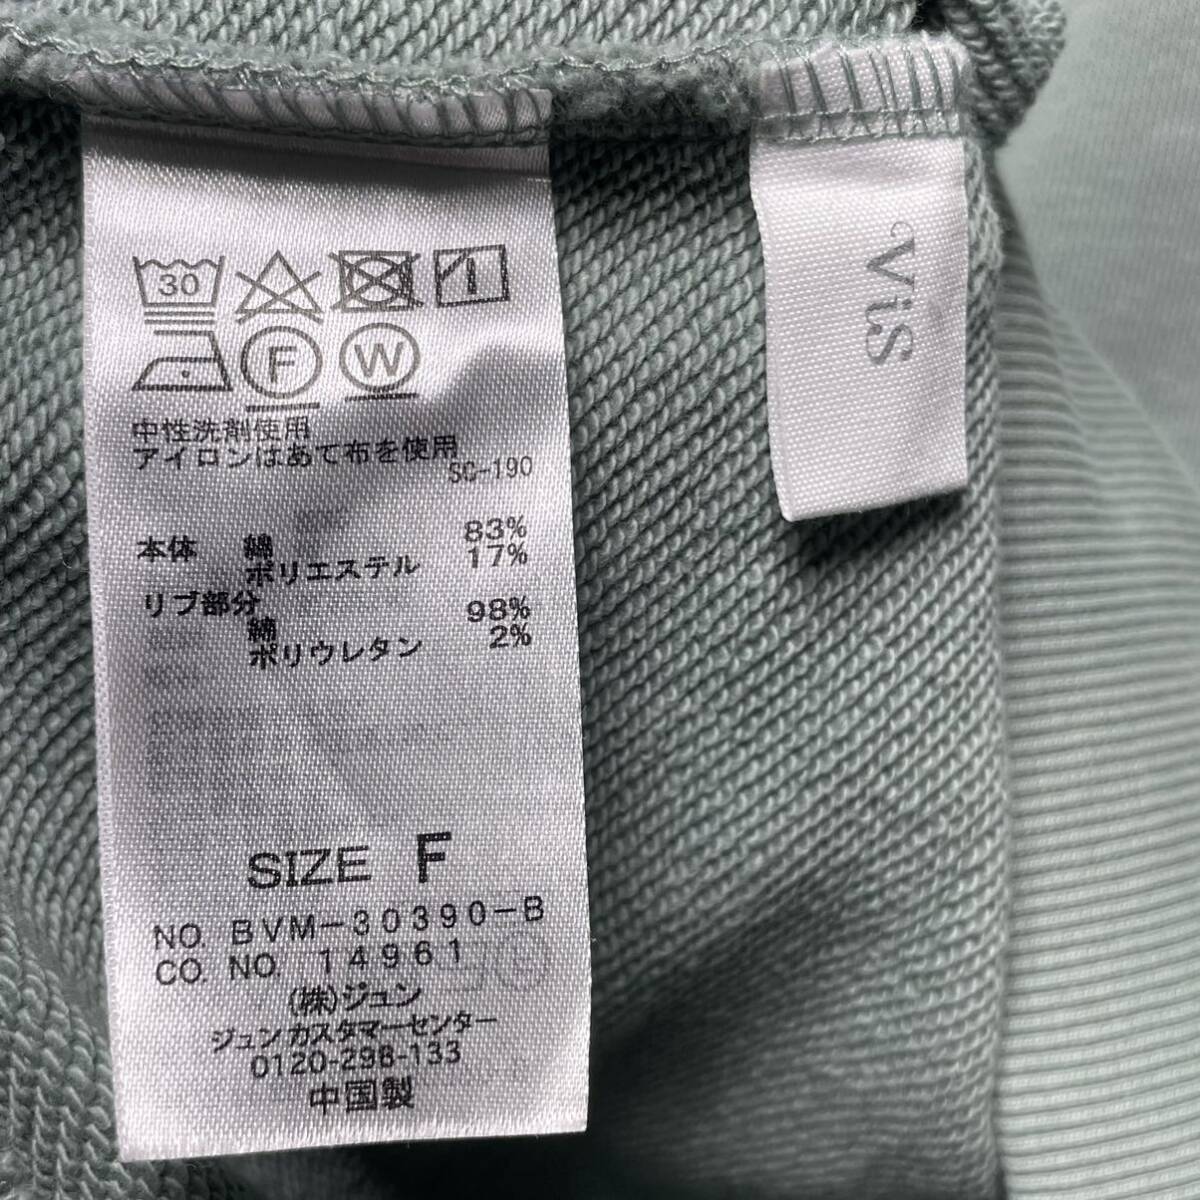 30
F
W
中性洗剤使用
アイロンはあて布を使用
SC-190
本体 綿 83%
ポリエステル 17%
リブ部分
綿 98%
ポリウレタン 2%
SIZE F
NO. BVM-30390-B
CO. NO. 14961
(株)ジュン
ジュンカスタマーセンター
0120-298-133
中国製
ViS